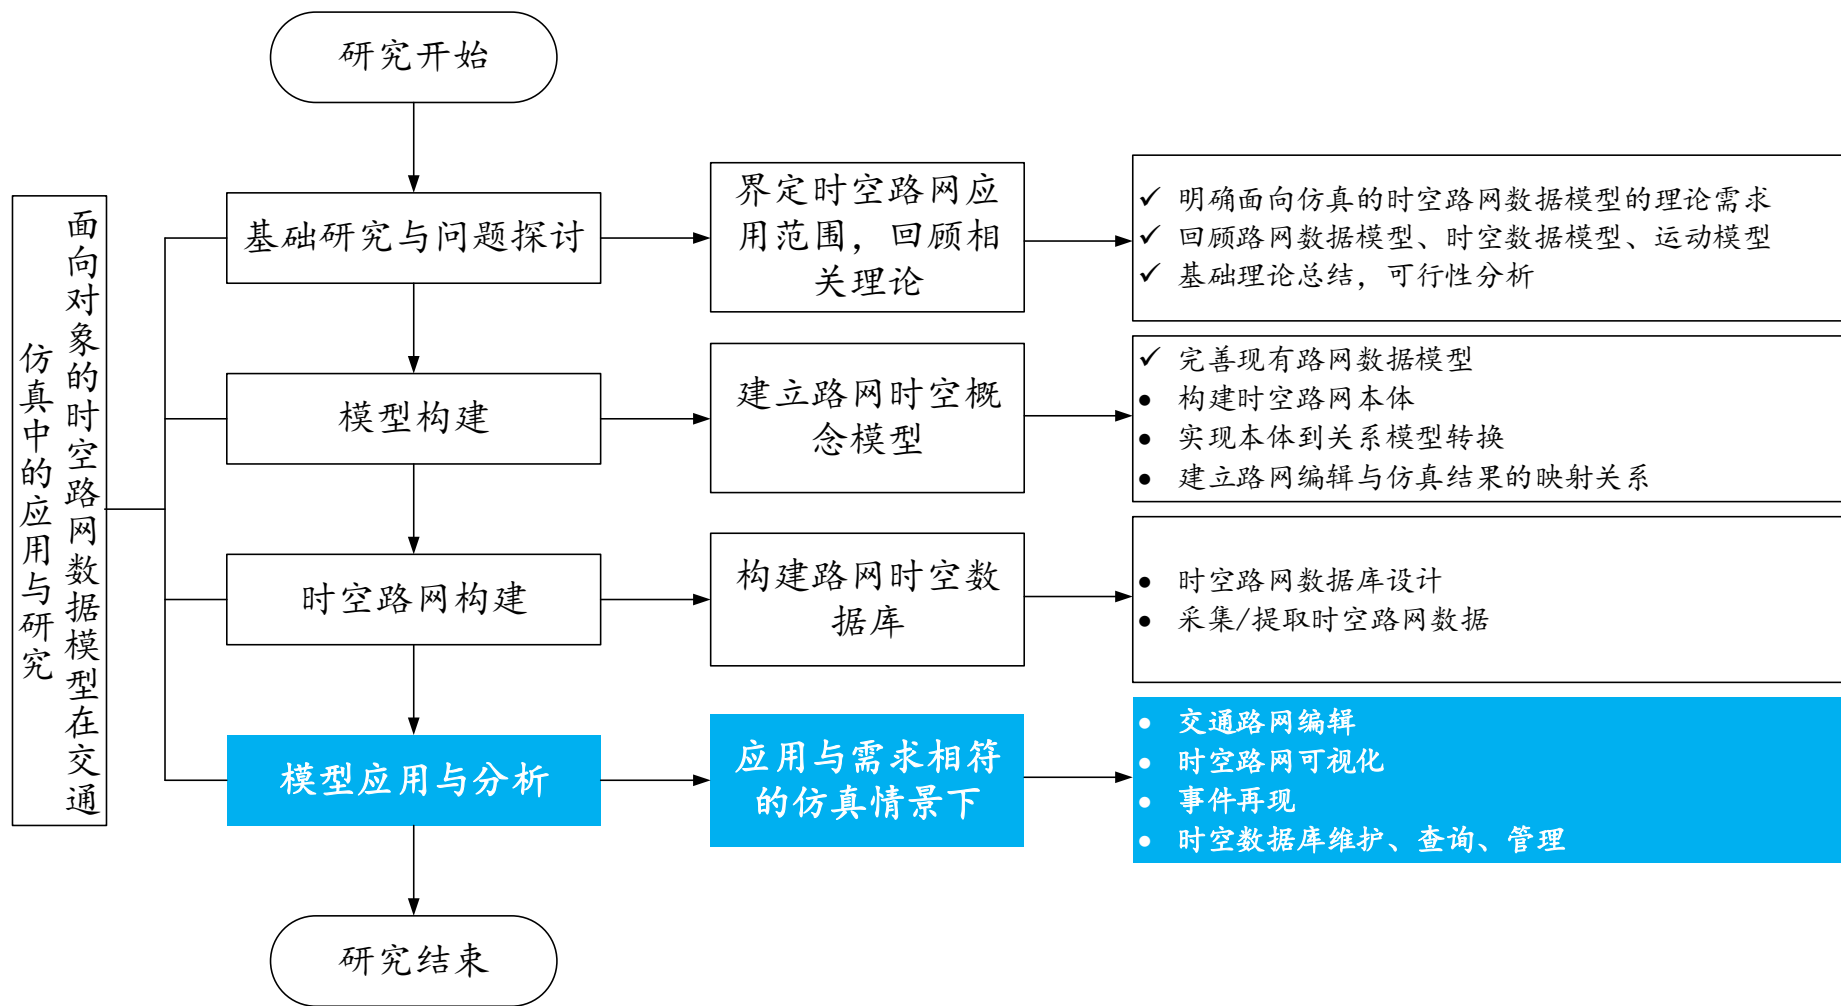 研究开始
面向对象的时空路网数据模型在交通
仿真中的应用与研究
基础研究与问题探讨
界定时空路网应
用范围，回顾相
关理论
✓ 明确面向仿真的时空路网数据模型的理论需求
✓ 回顾路网数据模型、时空数据模型、运动模型
✓ 基础理论总结，可行性分析
模型构建
建立路网时空概
念模型
✓ 完善现有路网数据模型
● 构建时空路网本体
● 实现本体到关系模型转换
● 建立路网编辑与仿真结果的映射关系
时空路网构建
构建路网时空数
据库
● 时空路网数据库设计
● 采集/提取时空路网数据
模型应用与分析
应用与需求相符
的仿真情景下
● 交通路网编辑
● 时空路网可视化
● 事件再现
● 时空数据库维护、查询、管理
研究结束